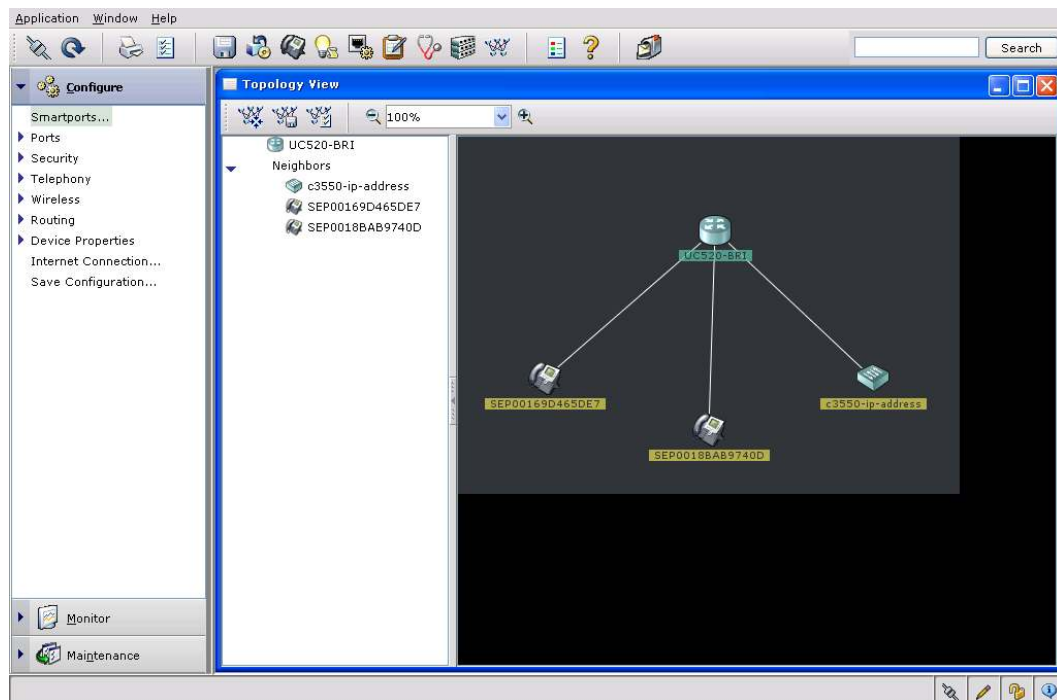 Application Window Help
Search
Configure
Topology View
Smartports...
Ports
Security
Telephony
Wireless
Routing
Device Properties
Internet Connection...
Save Configuration...
100%
UC520-BRI
Neighbors
c3550-ip-address
SEP00169D465DE7
SEP0018BAB9740D
UC520-BRI
SEP00169D465DE7
c3550-ip-address
SEP0018BAB9740D
Monitor
Maintenance